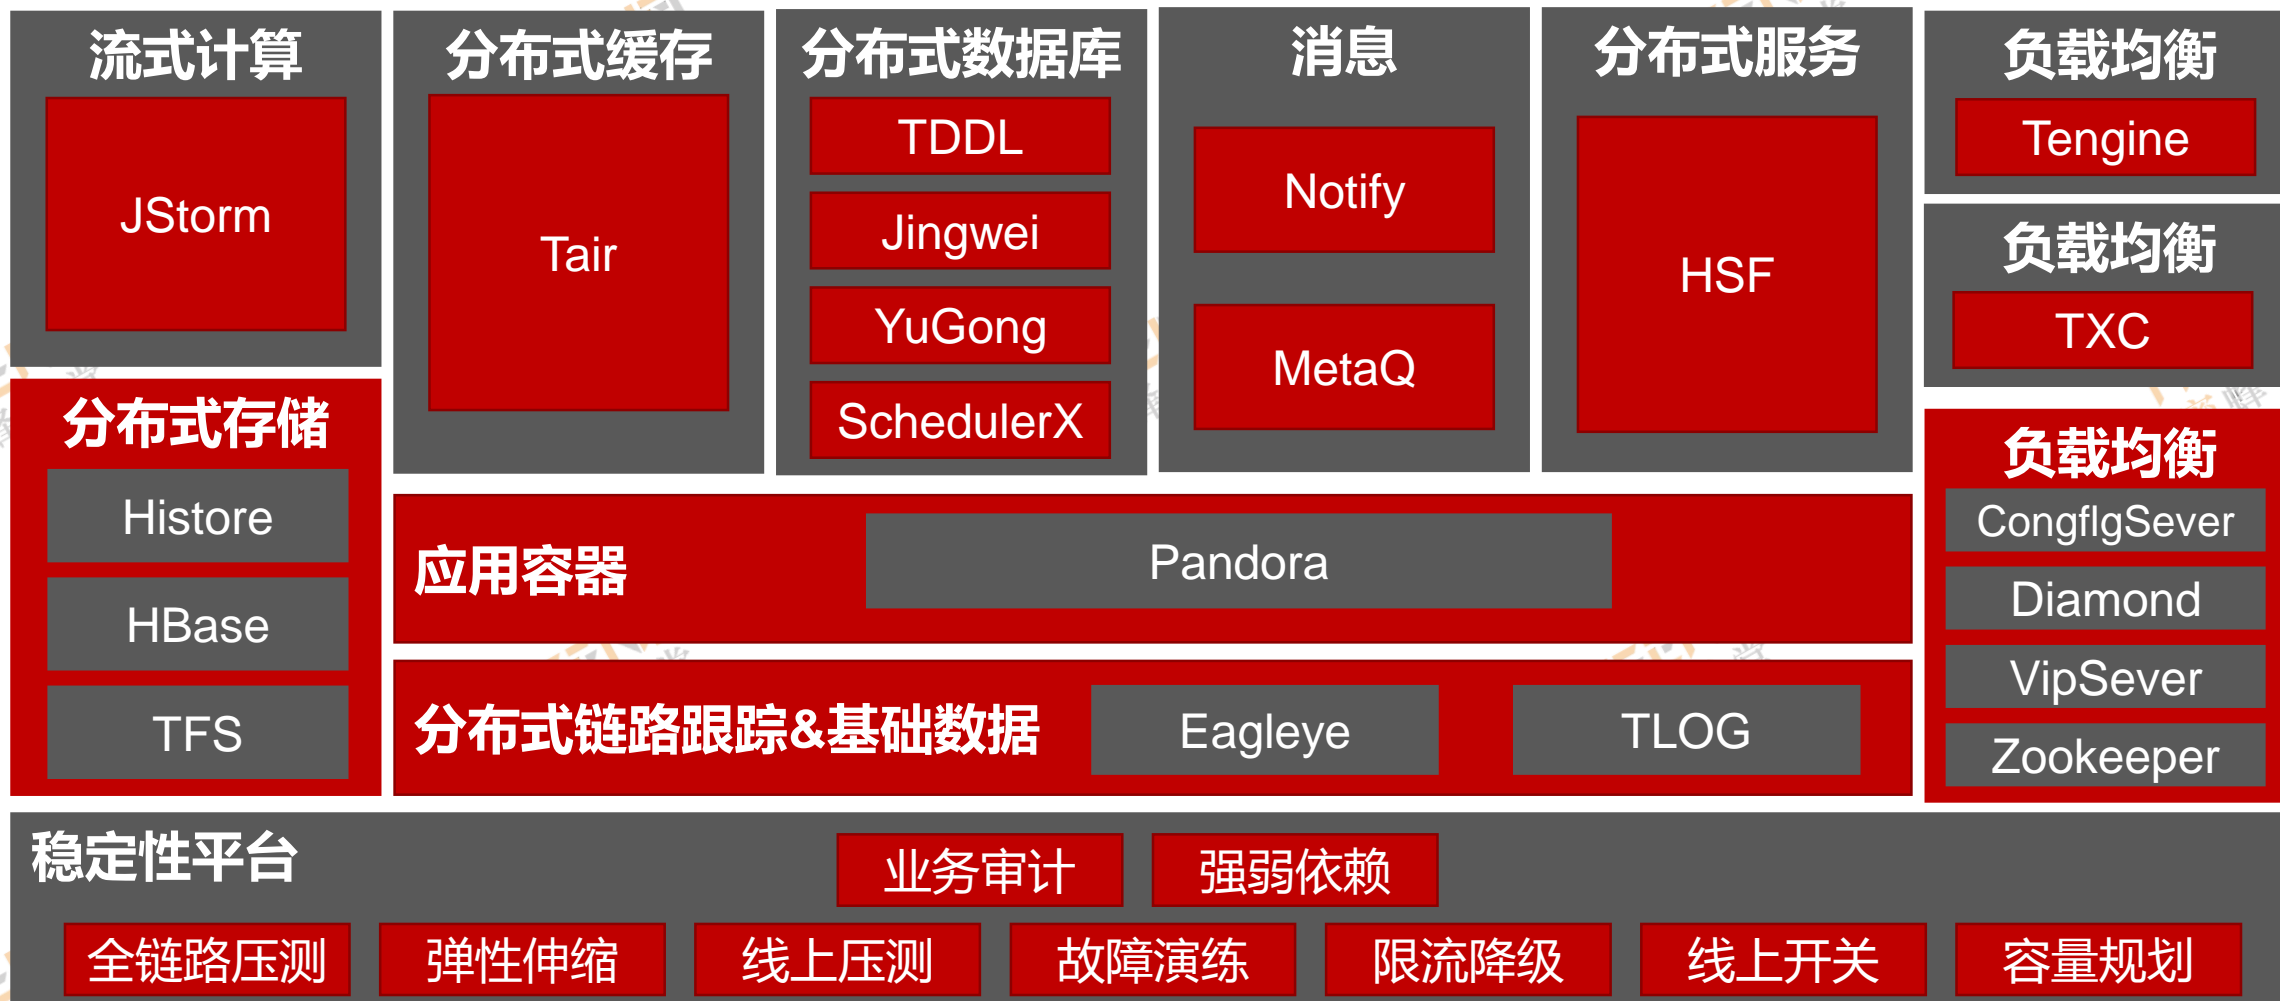 流式计算
JStorm
分布式缓存
Tair
分布式数据库
TDDL
Jingwei
YuGong
SchedulerX
消息
Notify
MetaQ
分布式服务
HSF
负载均衡
Tengine
负载均衡
TXC
分布式存储
Histore
HBase
TFS
应用容器
Pandora
分布式链路跟踪&基础数据
Eagleye
TLOG
负载均衡
CongflgSever
Diamond
VipSever
Zookeeper
稳定性平台
业务审计
强弱依赖
全链路压测
弹性伸缩
线上压测
故障演练
限流降级
线上开关
容量规划